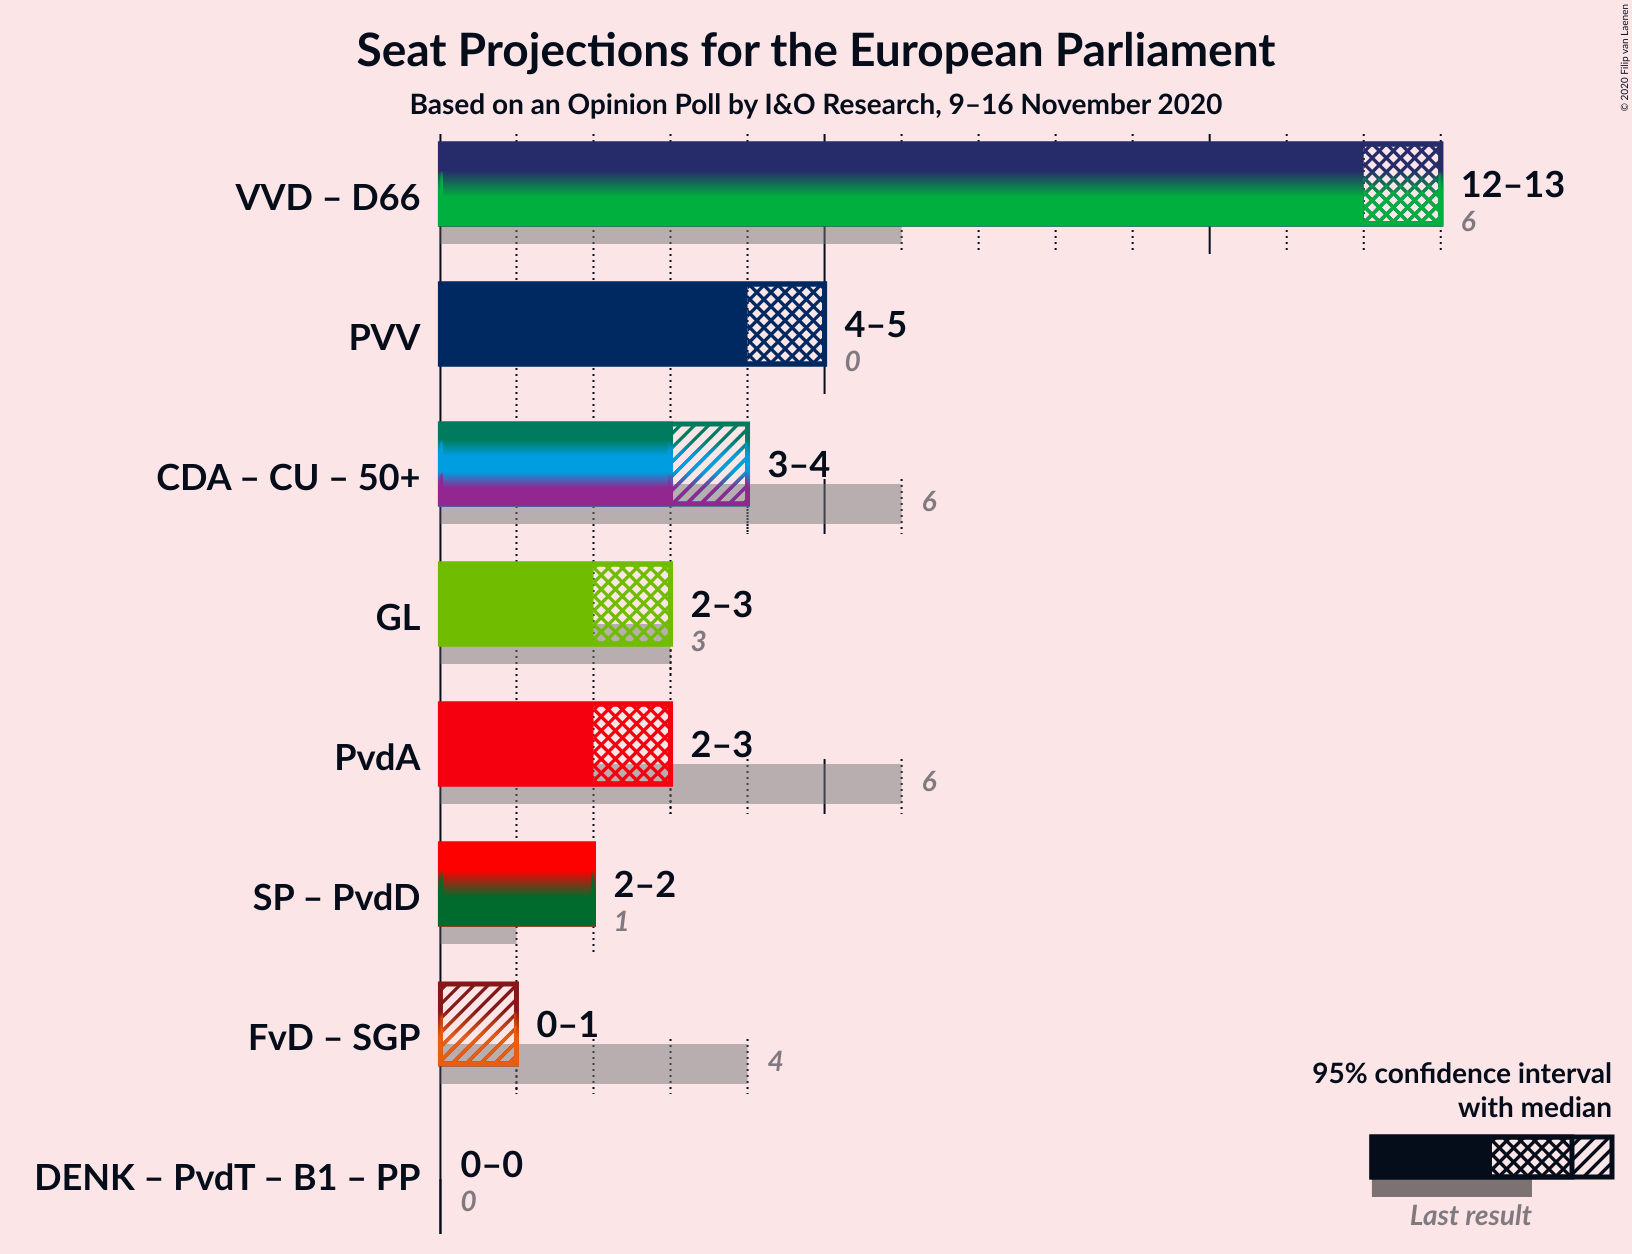 Seat Projections for the European Parliament
Based on an Opinion Poll by I&O Research, 9–16 November 2020
© 2020 Filip van Laenen
VVD – D66
12–13
6
PVV
4–5
0
CDA – CU – 50+
3–4
6
GL
2–3
3
PvdA
2–3
6
SP – PvdD
2–2
1
FvD – SGP
0–1
4
DENK – PvdT – B1 – PP
0–0
0
95% confidence interval
with median
Last result